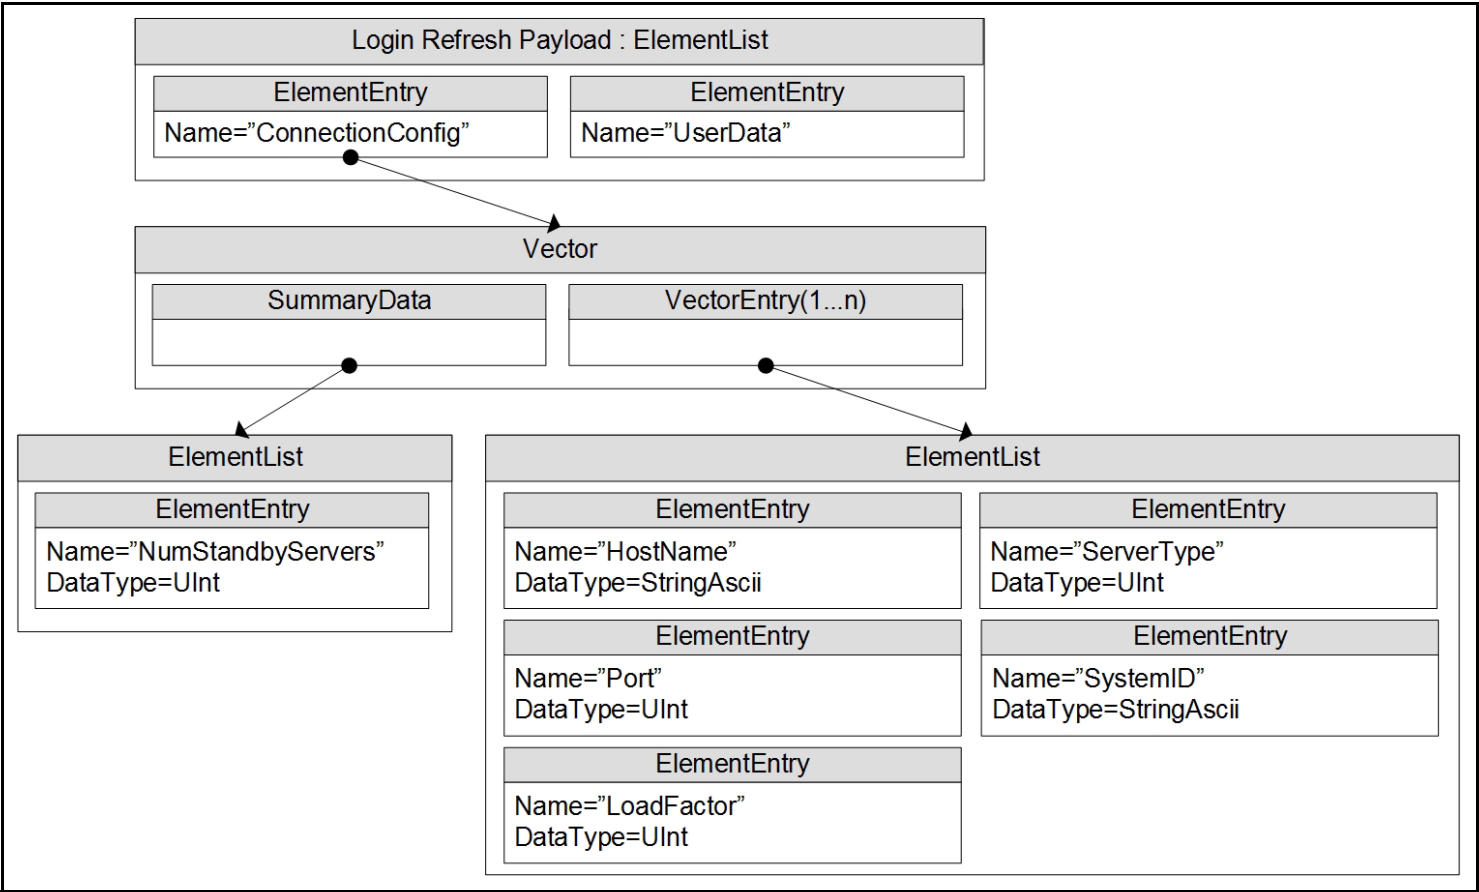 Login Refresh Payload : ElementList
ElementEntry
Name=”ConnectionConfig”
ElementEntry
Name=”UserData”
Vector
SummaryData
VectorEntry(1...n)
ElementList
ElementEntry
Name=”NumStandbyServers”
DataType=UInt
ElementList
ElementEntry
Name=”HostName”
DataType=StringAscii
ElementEntry
Name=”ServerType”
DataType=UInt
ElementEntry
Name=”Port”
DataType=UInt
ElementEntry
Name=”SystemID”
DataType=StringAscii
ElementEntry
Name=”LoadFactor”
DataType=UInt